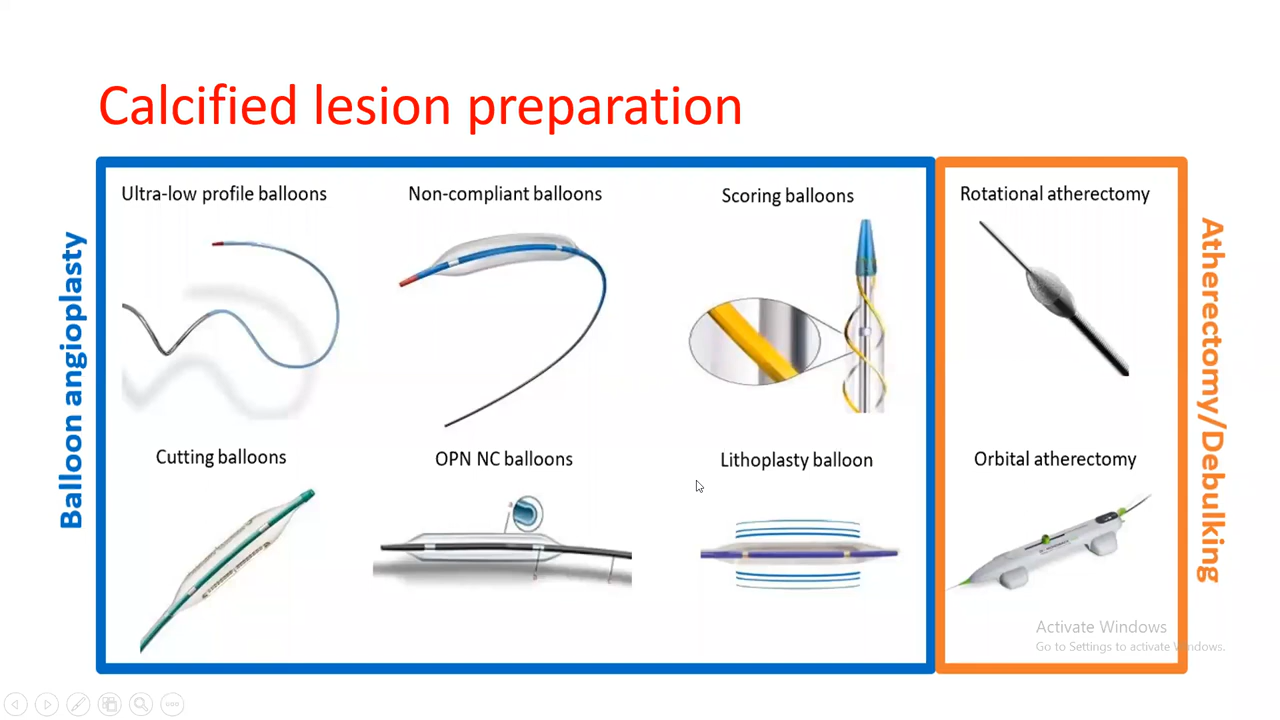 Calcified lesion preparation
Balloon angioplasty
Ultra-low profile balloons
Non-compliant balloons
Scoring balloons
Cutting balloons
OPN NC balloons
Lithoplasty balloon
Rotational atherectomy
Orbital atherectomy
Atherectomy/Debulking
Activate Windows
Go to Settings to activate Windows.